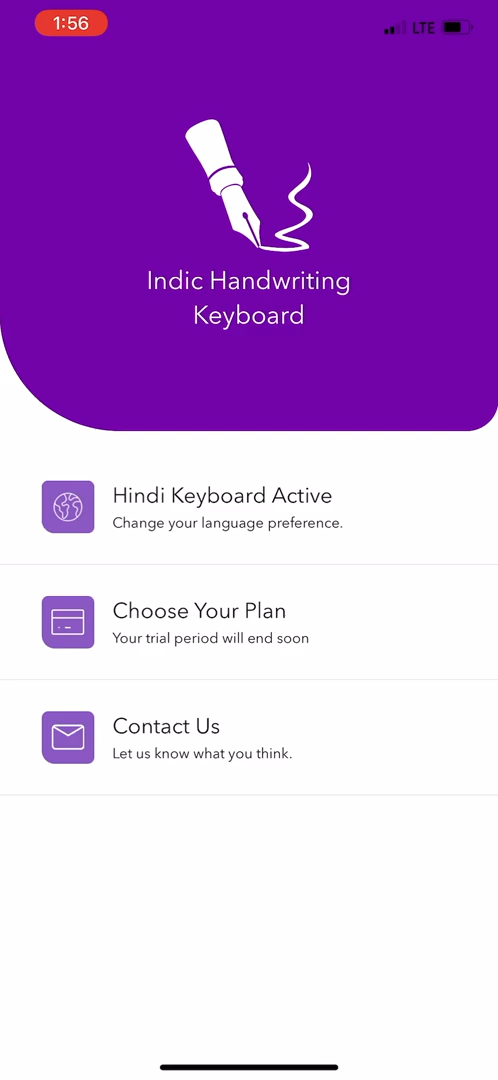 1:56
LTE
Indic Handwriting
Keyboard
Hindi Keyboard Active
Change your language preference.
Choose Your Plan
Your trial period will end soon
Contact Us
Let us know what you think.